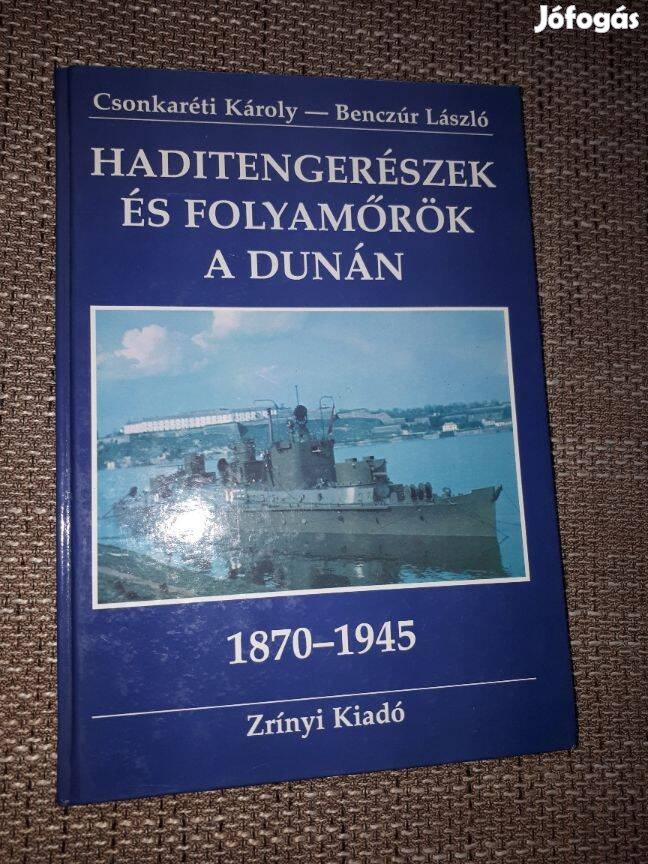 Jófogás
Csonkaréti Károly — Benczúr László
HADITENGERÉSZEK
ÉS FOLYAMŐRÖK
A DUNÁN
1870–1945
Zrínyi Kiadó